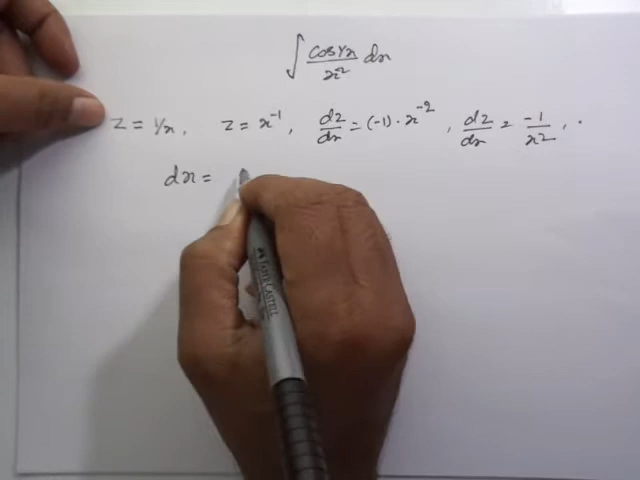 ∫ cos 1/x / x² dx
z = 1/x, z = x⁻¹, dz/dx = (-1) · x⁻², dz/dx = -1/x², .
dx =
FABER-CASTELL